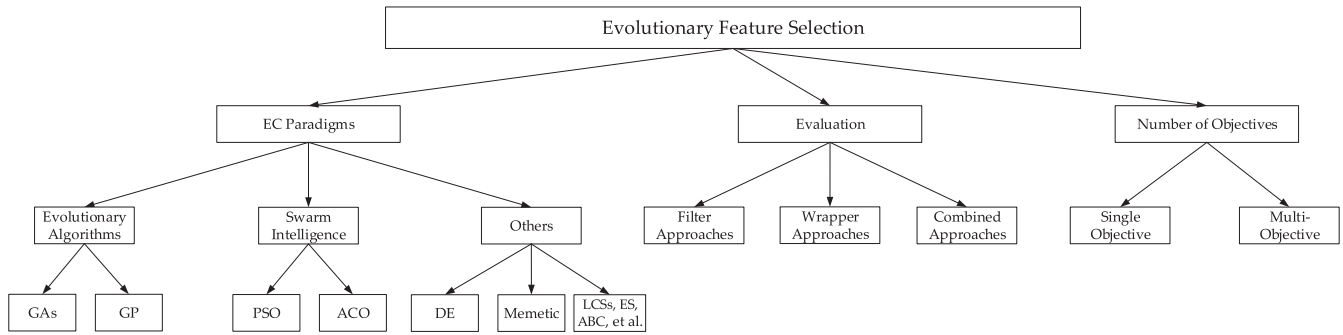 Evolutionary Feature Selection
EC Paradigms
Evaluation
Number of Objectives
Evolutionary
Algorithms
Swarm
Intelligence
Others
Filter
Approaches
Wrapper
Approaches
Combined
Approaches
Single
Objective
Multi-
Objective
GAs
GP
PSO
ACO
DE
Memetic
LCSs, ES,
ABC, et al.